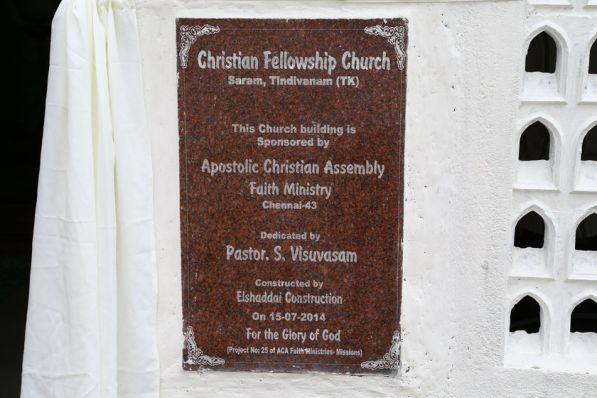 Christian Fellowship Church
Saram, Tindivanam (TK)
This Church building is
Sponsored by
Apostolic Christian Assembly
Faith Ministry
Chennai-43
Dedicated by
Pastor. S. Visuvasam
Constructed by
Elshaddai Construction
On 15-07-2014
For the Glory of God
(Project No: 25 of ACA Faith Ministries- Missions)